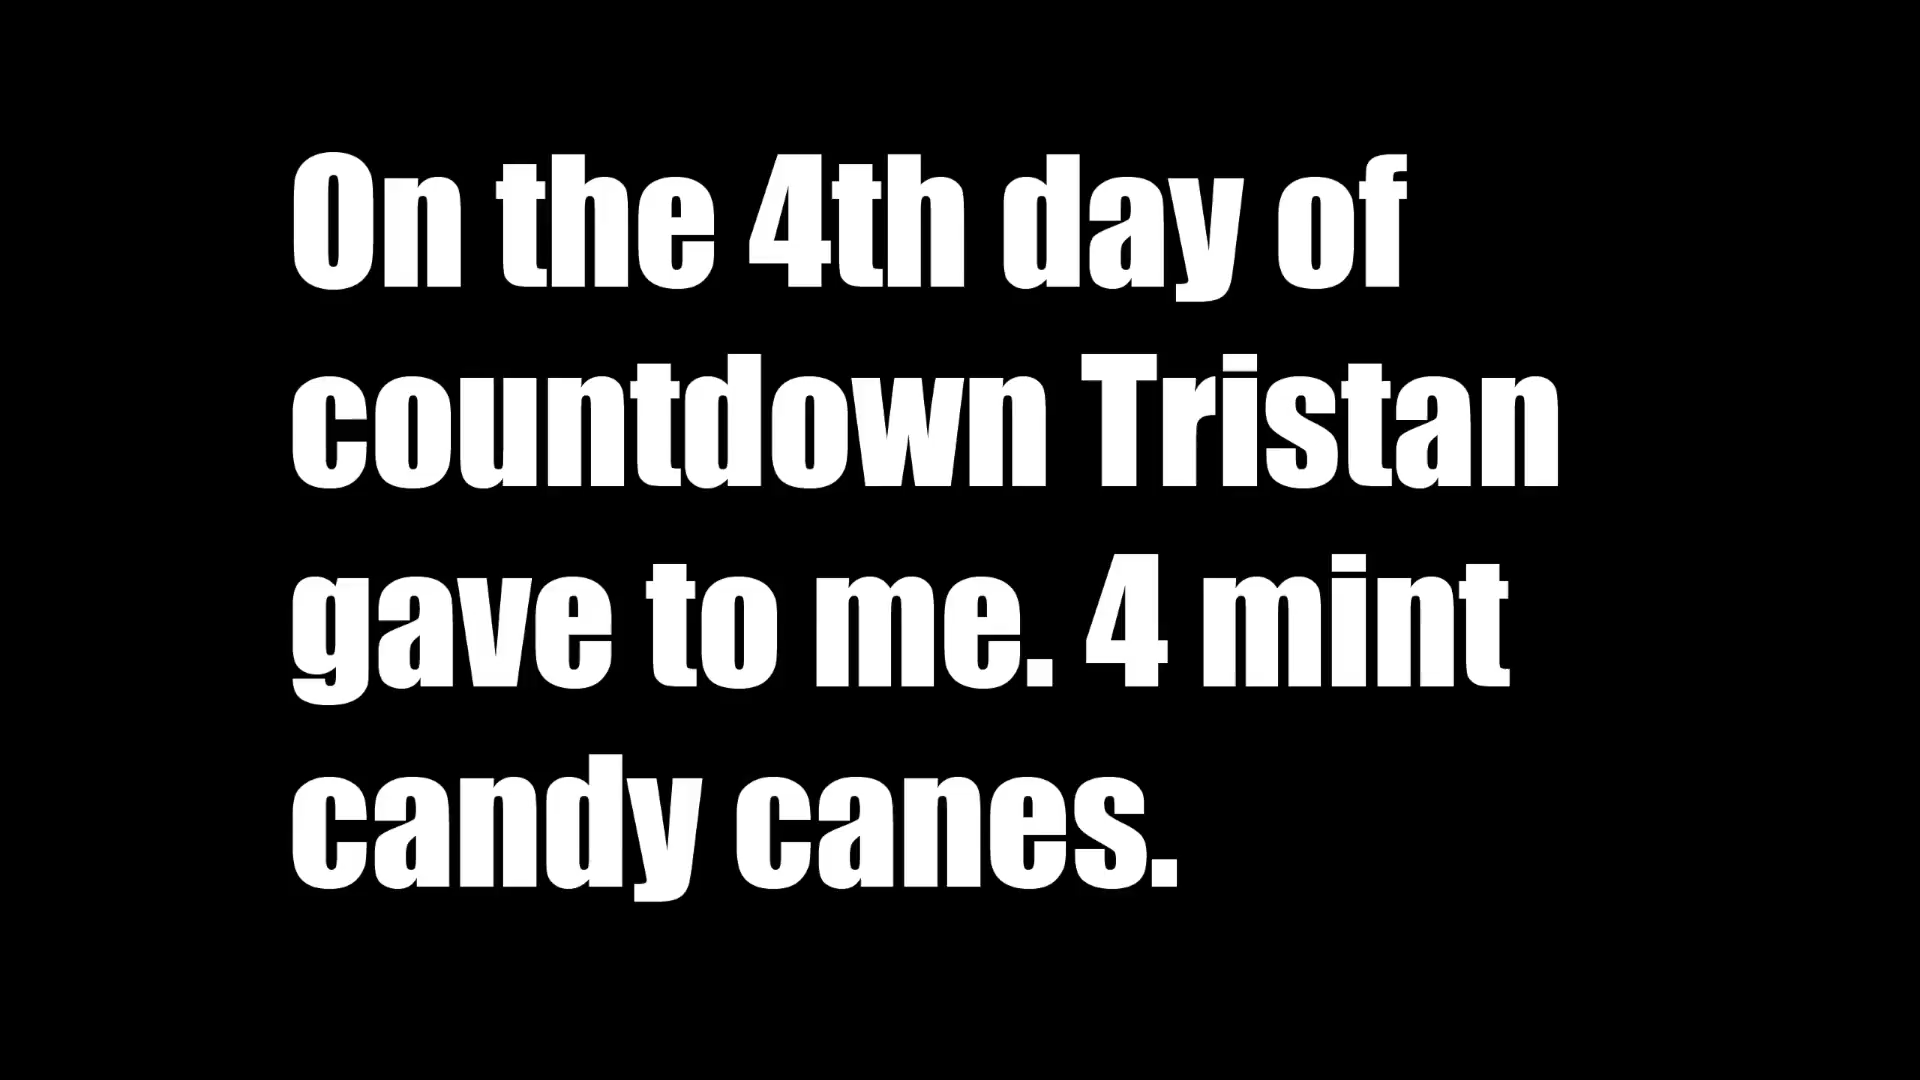 On the 4th day of
countdown Tristan
gave to me. 4 mint
candy canes.